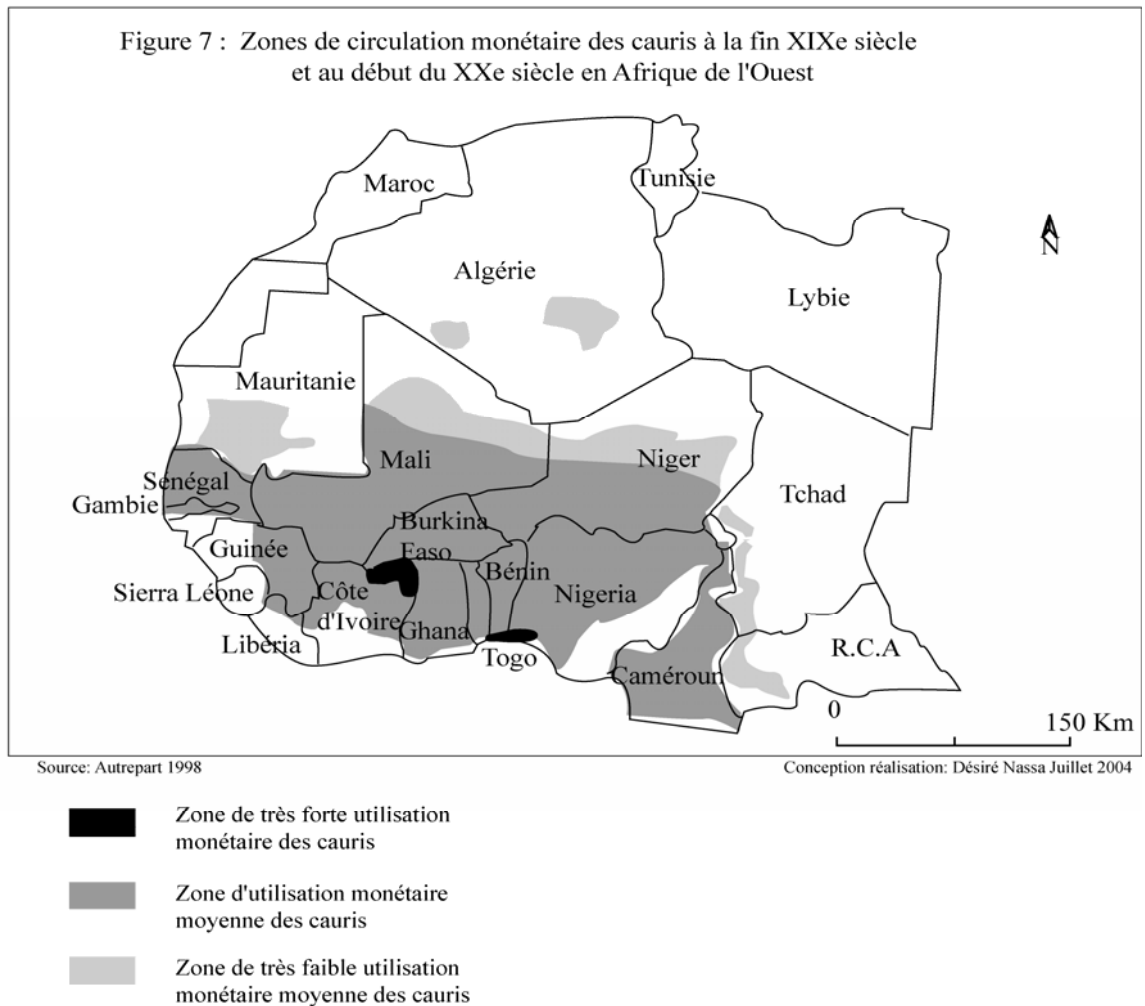 Figure 7 : Zones de circulation monétaire des cauris à la fin XIXe siècle
et au début du XXe siècle en Afrique de l'Ouest
Maroc
Tunisie
N
Algérie
Lybie
Mauritanie
Mali
Niger
Sénégal
Tchad
Gambie
Burkina
Faso
Guinée
Bénin
Sierra Léone
Côte
d'Ivoire
Nigeria
Ghana
Libéria
Togo
R.C.A
Caméroun
0
150 Km
Source: Autrepart 1998
Conception réalisation: Désiré Nassa Juillet 2004
Zone de très forte utilisation
monétaire des cauris
Zone d'utilisation monétaire
moyenne des cauris
Zone de très faible utilisation
monétaire moyenne des cauris